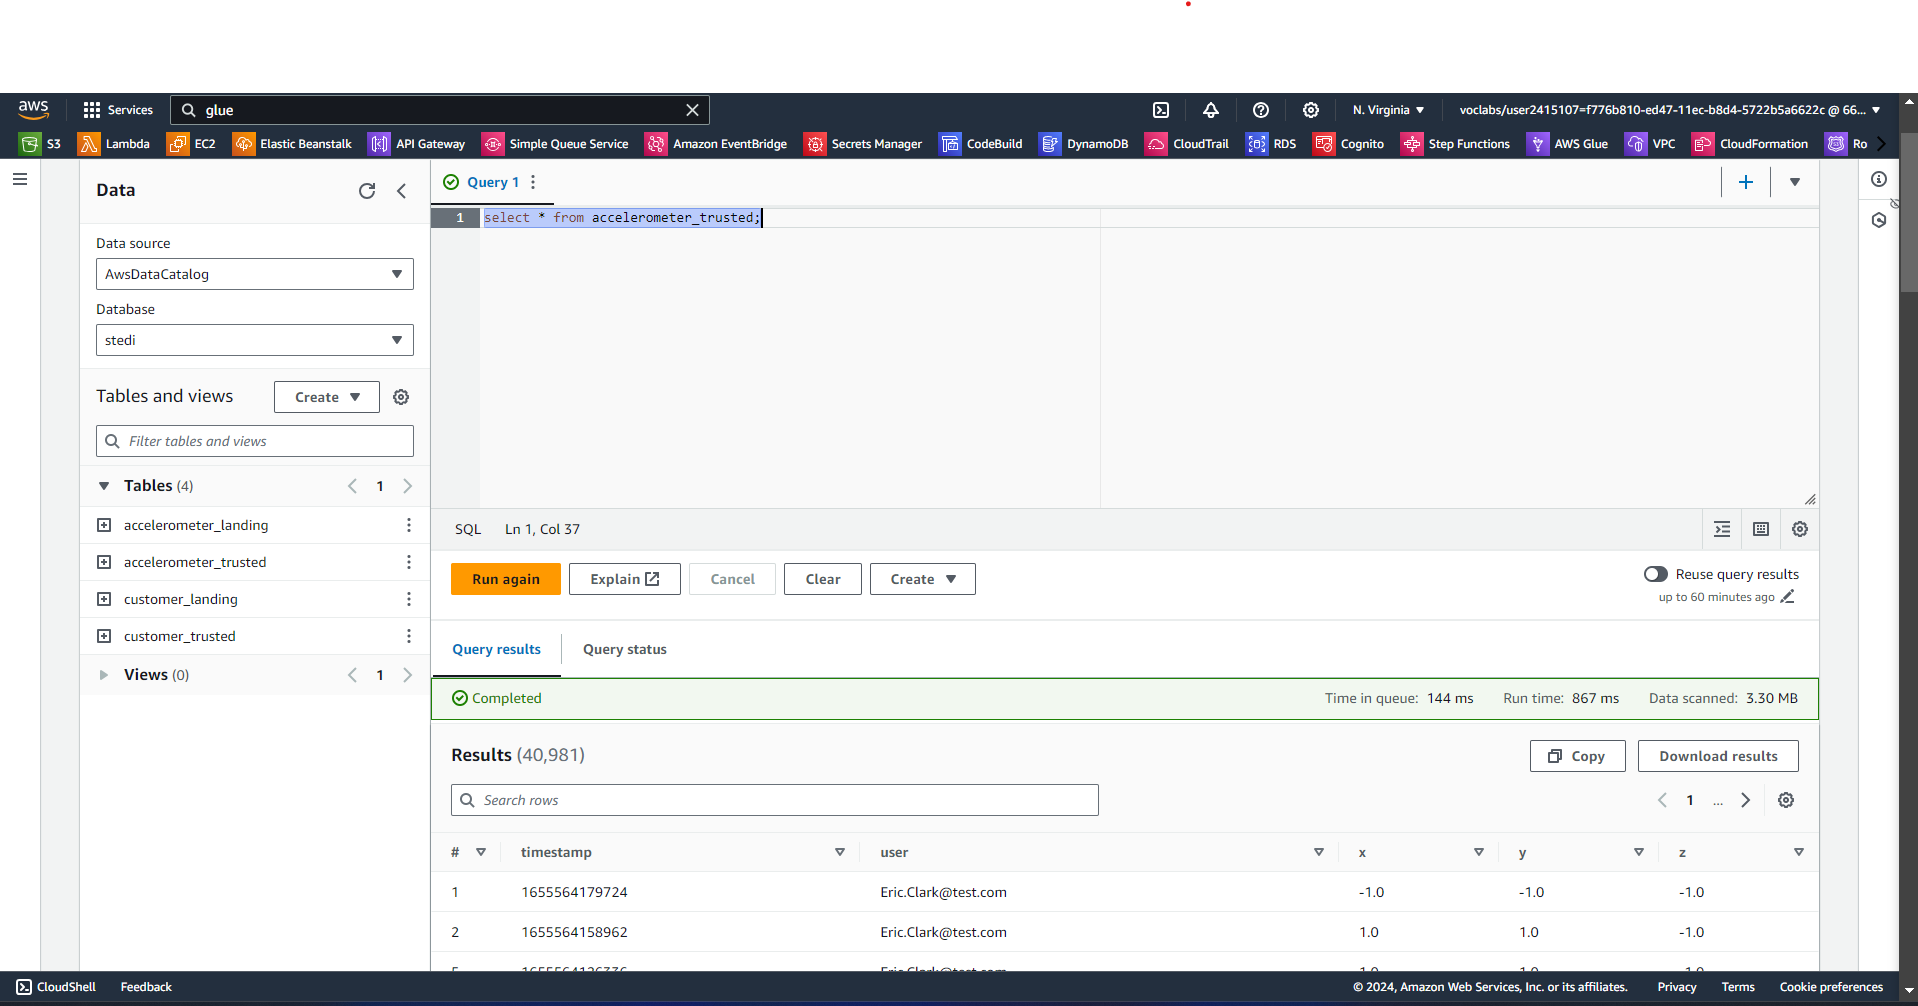 aws
Services
glue
N. Virginia
voclabs/user2415107=f776b810-ed47-11ec-b8d4-5722b5a6622c @ 66...
S3
Lambda
EC2
Elastic Beanstalk
API Gateway
Simple Queue Service
Amazon EventBridge
Secrets Manager
CodeBuild
DynamoDB
CloudTrail
RDS
Cognito
Step Functions
AWS Glue
VPC
CloudFormation
Ro
Data
Data source
AwsDataCatalog
Database
stedi
Tables and views
Create
Filter tables and views
Tables (4)
1
accelerometer_landing
accelerometer_trusted
customer_landing
customer_trusted
Views (0)
1
Query 1
1 select * from accelerometer_trusted;
SQL Ln 1, Col 37
Run again
Explain
Cancel
Clear
Create
Reuse query results
up to 60 minutes ago
Query results
Query status
Completed
Time in queue: 144 ms
Run time: 867 ms
Data scanned: 3.30 MB
Results (40,981)
Copy
Download results
Search rows
1 ...
# timestamp user x y z
1 1655564179724 Eric.Clark@test.com -1.0 -1.0 -1.0
2 1655564158962 Eric.Clark@test.com 1.0 1.0 -1.0
CloudShell
Feedback
© 2024, Amazon Web Services, Inc. or its affiliates.
Privacy
Terms
Cookie preferences